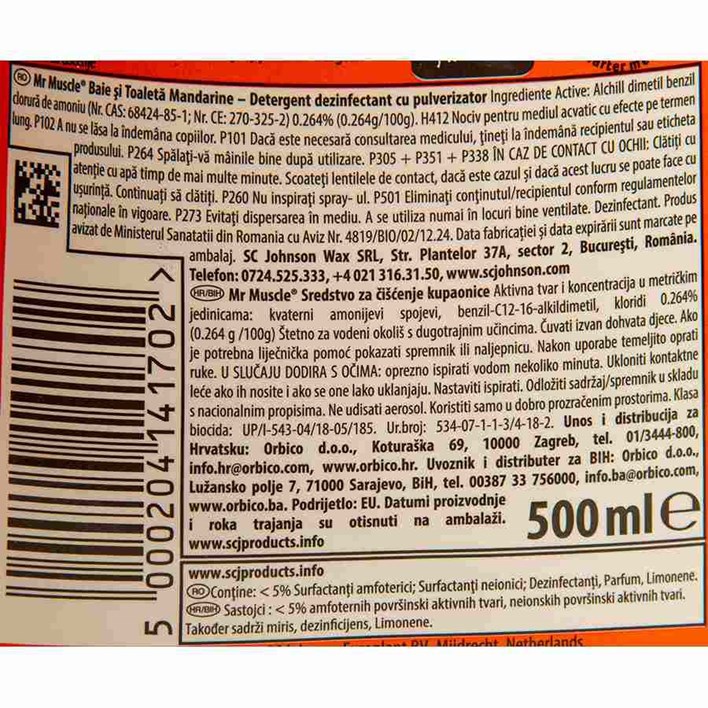 RO Mr Muscle® Baie și Toaletă Mandarine – Detergent dezinfectant cu pulverizator Ingrediente Active: Alchill dimetil benzil
clorură de amoniu (Nr. CAS: 68424-85-1; Nr. CE: 270-325-2) 0.264% (0.264g/100g). H412 Nociv pentru mediul acvatic cu efecte pe termen
lung. P102 A nu se lăsa la îndemâna copiilor. P101 Dacă este necesară consultarea medicului, țineți la îndemână recipientul sau eticheta
produsului. P264 Spălați-vă mâinile bine după utilizare. P305 + P351 + P338 ÎN CAZ DE CONTACT CU OCHII: Clătiți cu
atenție cu apă timp de mai multe minute. Scoateți lentilele de contact, dacă este cazul și dacă acest lucru se poate face cu
ușurință. Continuați să clătiți. P260 Nu inspirați spray- ul. P501 Eliminați conținutul/recipientul conform regulamentelor
naționale în vigoare. P273 Evitați dispersarea în mediu. A se utiliza numai în locuri bine ventilate. Dezinfectant. Produs
avizat de Ministerul Sanatatii din Romania cu Aviz Nr. 4819/BIO/02/12.24. Data fabricației și data expirării sunt marcate pe
ambalaj. SC Johnson Wax SRL, Str. Plantelor 37A, sector 2, București, România.
Telefon: 0724.525.333, +4 021 316.31.50, www.scjohnson.com
HR/BIH Mr Muscle® Sredstvo za čišćenje kupaonice Aktivna tvar i koncentracija u metričkim
jedinicama: kvaterni amonijevi spojevi, benzil-C12-16-alkildimetil, kloridi 0.264%
(0.264 g /100g) Štetno za vodeni okoliš s dugotrajnim učincima. Čuvati izvan dohvata djece. Ako
je potrebna liječnička pomoć pokazati spremnik ili naljepnicu. Nakon uporabe temeljito oprati
ruke. U SLUČAJU DODIRA S OČIMA: oprezno ispirati vodom nekoliko minuta. Ukloniti kontaktne
leće ako ih nosite i ako se one lako uklanjaju. Nastaviti ispirati. Odložiti sadržaj/spremnik u skladu
s nacionalnim propisima. Ne udisati aerosol. Koristiti samo u dobro prozračenim prostorima. Klasa
biocida: UP/I-543-04/18-05/185. Ur.broj: 534-07-1-1-3/4-18-2. Unos i distribucija za
Hrvatsku: Orbico d.o.o., Koturaška 69, 10000 Zagreb, tel. 01/3444-800,
info.hr@orbico.com, www.orbico.hr. Uvoznik i distributer za BIH: Orbico d.o.o.,
Lužansko polje 7, 71000 Sarajevo, BiH, tel. 00387 33 756000, info.ba@orbico.com,
www.orbico.ba. Podrijetlo: EU. Datumi proizvodnje
i roka trajanja su otisnuti na ambalaži.
www.scjproducts.info
500 ml e
5 000204 141702 >
www.scjproducts.info
RO Conține: < 5% Surfactanți amfoterici; Surfactanți neionici; Dezinfectanți, Parfum, Limonene.
HR/BIH Sastojci : < 5% amfoternih površinski aktivnih tvari, neionskih površinski aktivnih tvari.
Također sadrži miris, dezinficijens, Limonene.
Mijdrecht, Netherlands